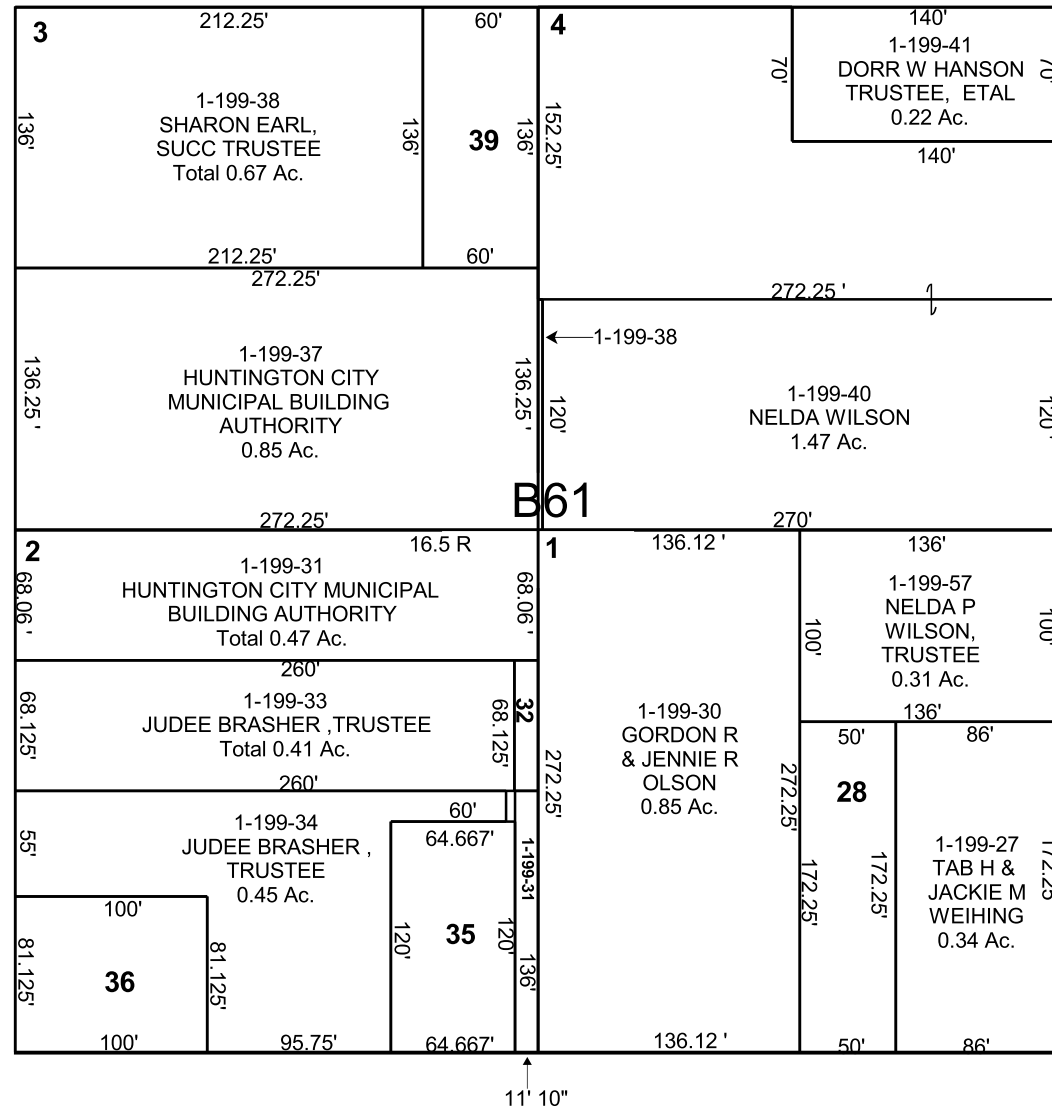 3
212.25'
60'
4
140'
136'
1-199-38
SHARON EARL,
SUCC TRUSTEE
Total 0.67 Ac.
136'
39
136'
152.25'
70'
1-199-41
DORR W HANSON
TRUSTEE, ETAL
0.22 Ac.
70'
140'
212.25'
60'
272.25'
272.25 '
1-199-38
136.25 '
1-199-37
HUNTINGTON CITY
MUNICIPAL BUILDING
AUTHORITY
0.85 Ac.
136.25 '
120'
1-199-40
NELDA WILSON
1.47 Ac.
120'
B61
272.25'
270'
2
16.5 R
1
136.12 '
136'
68.06 '
1-199-31
HUNTINGTON CITY MUNICIPAL
BUILDING AUTHORITY
Total 0.47 Ac.
68.06 '
100'
1-199-57
NELDA P
WILSON,
TRUSTEE
0.31 Ac.
100'
260'
68.125'
1-199-33
JUDEE BRASHER ,TRUSTEE
Total 0.41 Ac.
68.125'
32
136'
260'
272.25'
1-199-30
GORDON R
& JENNIE R
OLSON
0.85 Ac.
272.25'
50'
86'
28
55'
1-199-34
JUDEE BRASHER ,
TRUSTEE
0.45 Ac.
60'
64.667'
1-199-31
172.25'
172.25'
1-199-27
TAB H &
JACKIE M
WEIHING
0.34 Ac.
172.25
100'
81.125'
36
81.125'
120'
35
120'
136'
100'
95.75'
64.667'
136.12 '
50'
86'
11' 10"